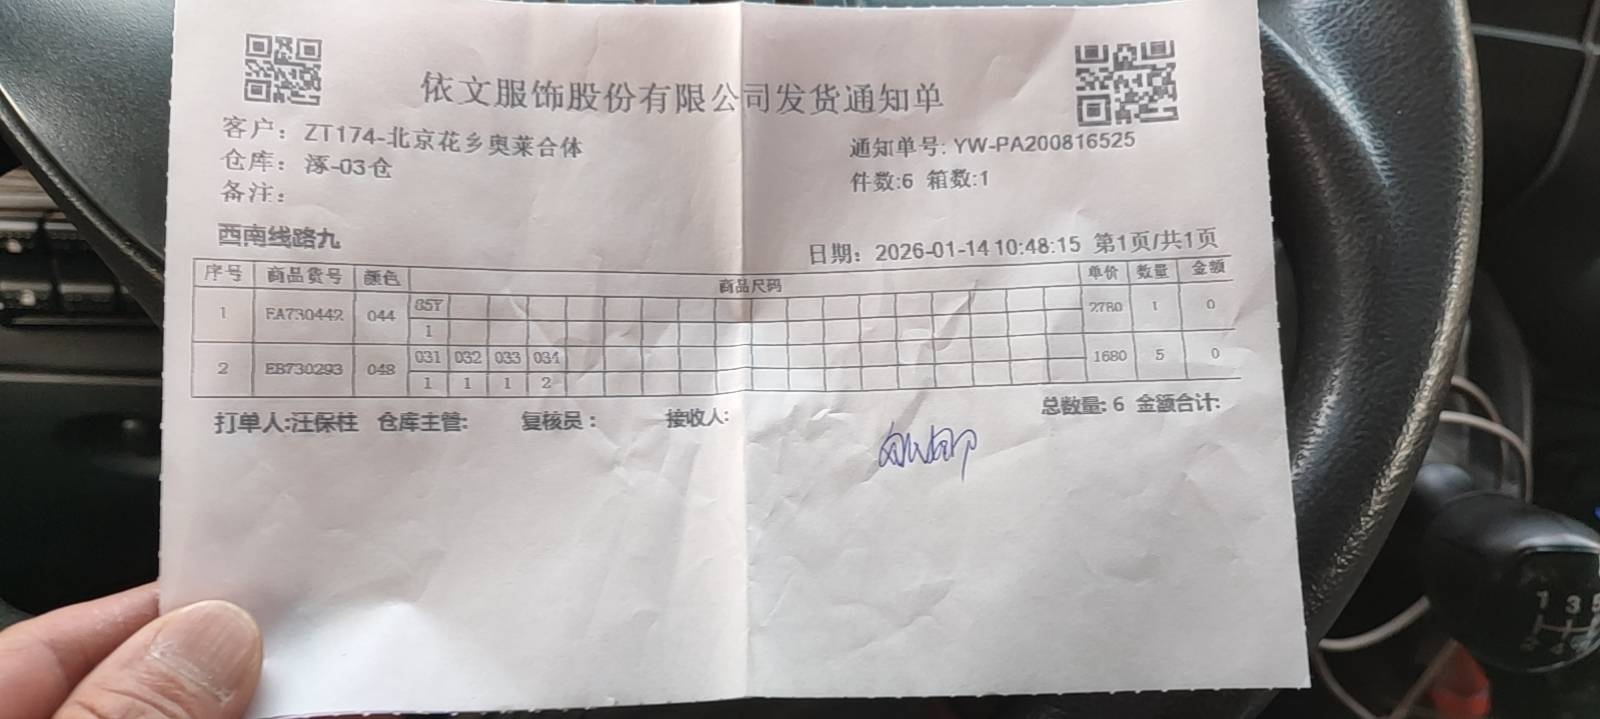 依文服饰股份有限公司发货通知单
客户：ZT174-北京花乡奥莱合体
通知单号: YW-PA200816525
仓库：涿-03仓
件数:6 箱数:1
备注：
西南线路九
日期：2026-01-14 10:48:15 第1页/共1页
序号 商品货号 颜色 商品尺码 单价 数量 金额
1 EA730442 044 85Y 2780 1 0
1
2 EB730293 048 031 032 033 034 1680 5 0
1 1 1 2
总数量: 6 金额合计:
打单人:汪保柱 仓库主管: 复核员： 接收人:
1 3 5
2 4